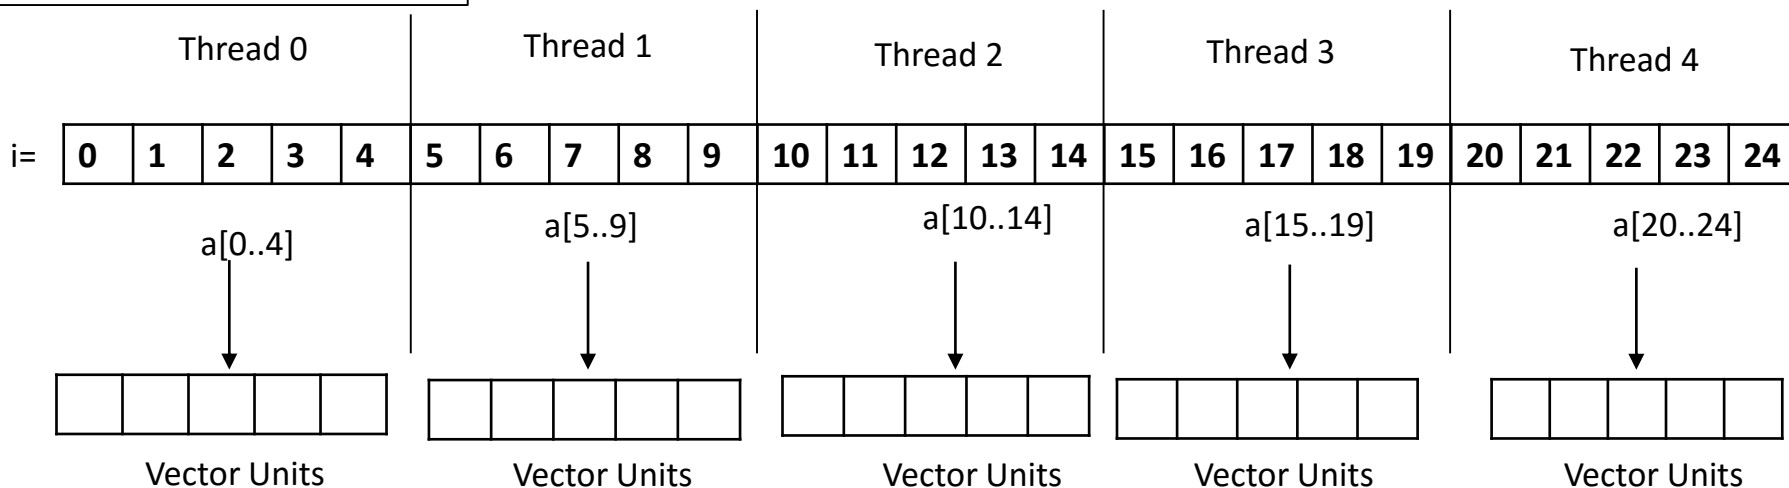 Thread 0 Thread 1 Thread 2 Thread 3 Thread 4
i= 0 1 2 3 4 5 6 7 8 9 10 11 12 13 14 15 16 17 18 19 20 21 22 23 24
a[0..4] a[5..9] a[10..14] a[15..19] a[20..24]
Vector Units Vector Units Vector Units Vector Units Vector Units